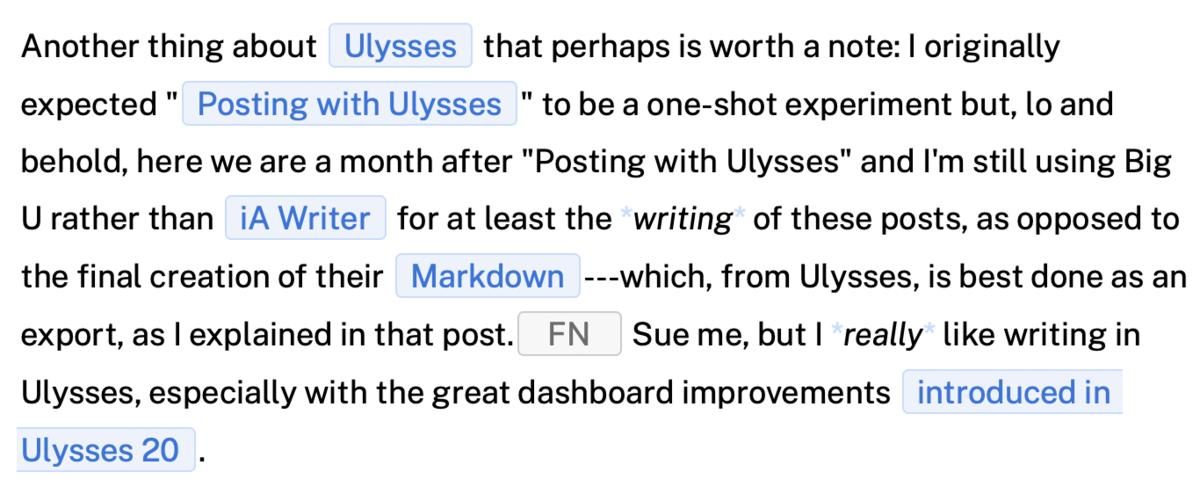 Another thing about Ulysses that perhaps is worth a note: I originally
expected "Posting with Ulysses" to be a one-shot experiment but, lo and
behold, here we are a month after "Posting with Ulysses" and I'm still using Big
U rather than iA Writer for at least the *writing* of these posts, as opposed to
the final creation of their Markdown---which, from Ulysses, is best done as an
export, as I explained in that post. FN Sue me, but I *really* like writing in
Ulysses, especially with the great dashboard improvements introduced in
Ulysses 20.